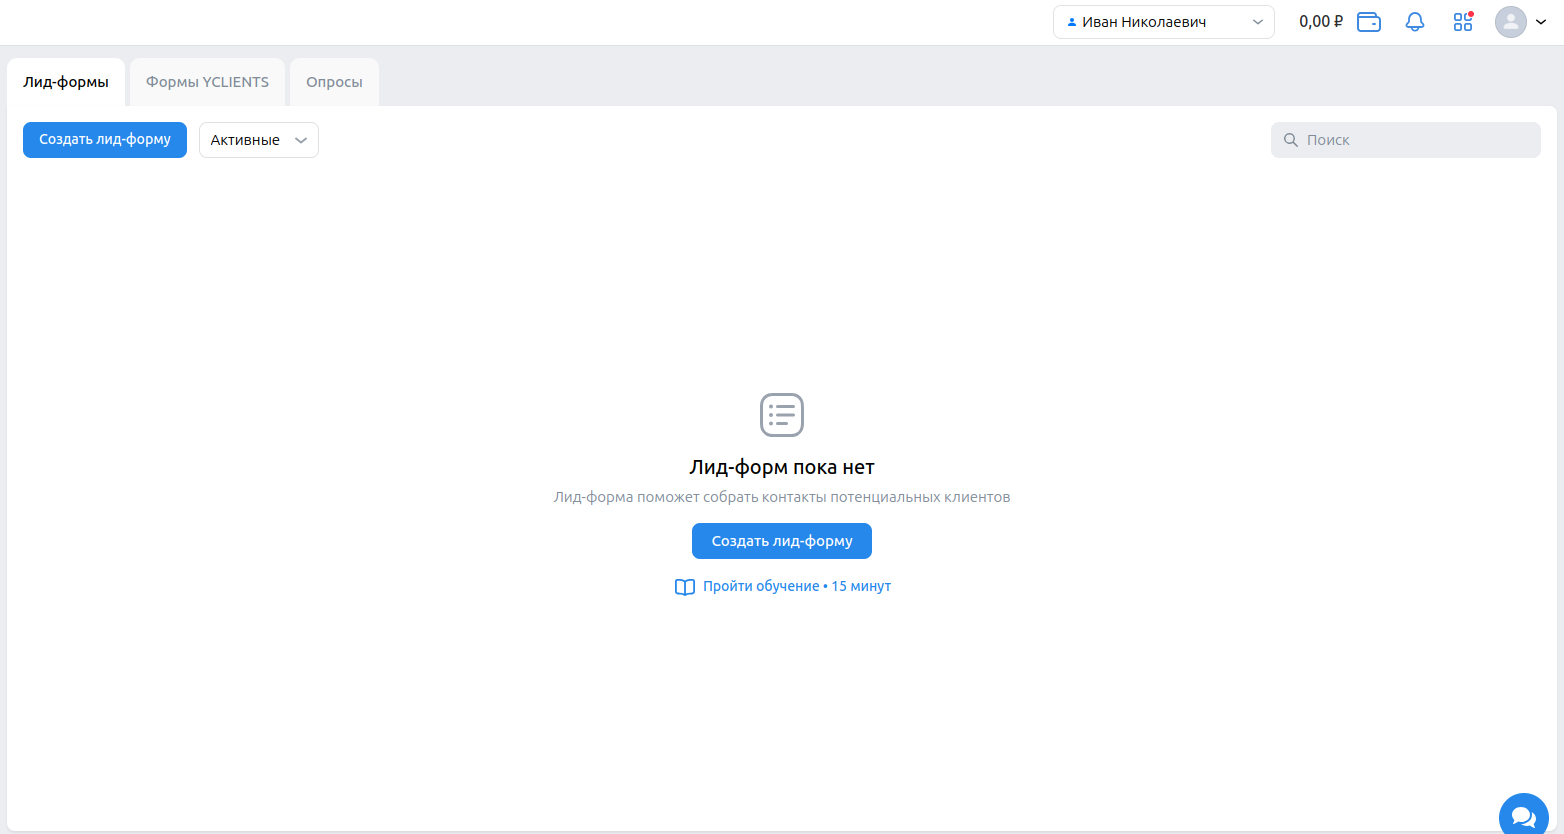 Иван Николаевич
0,00 ₽
Лид-формы
Формы YCLIENTS
Опросы
Создать лид-форму
Активные
Поиск
Лид-форм пока нет
Лид-форма поможет собрать контакты потенциальных клиентов
Создать лид-форму
Пройти обучение • 15 минут